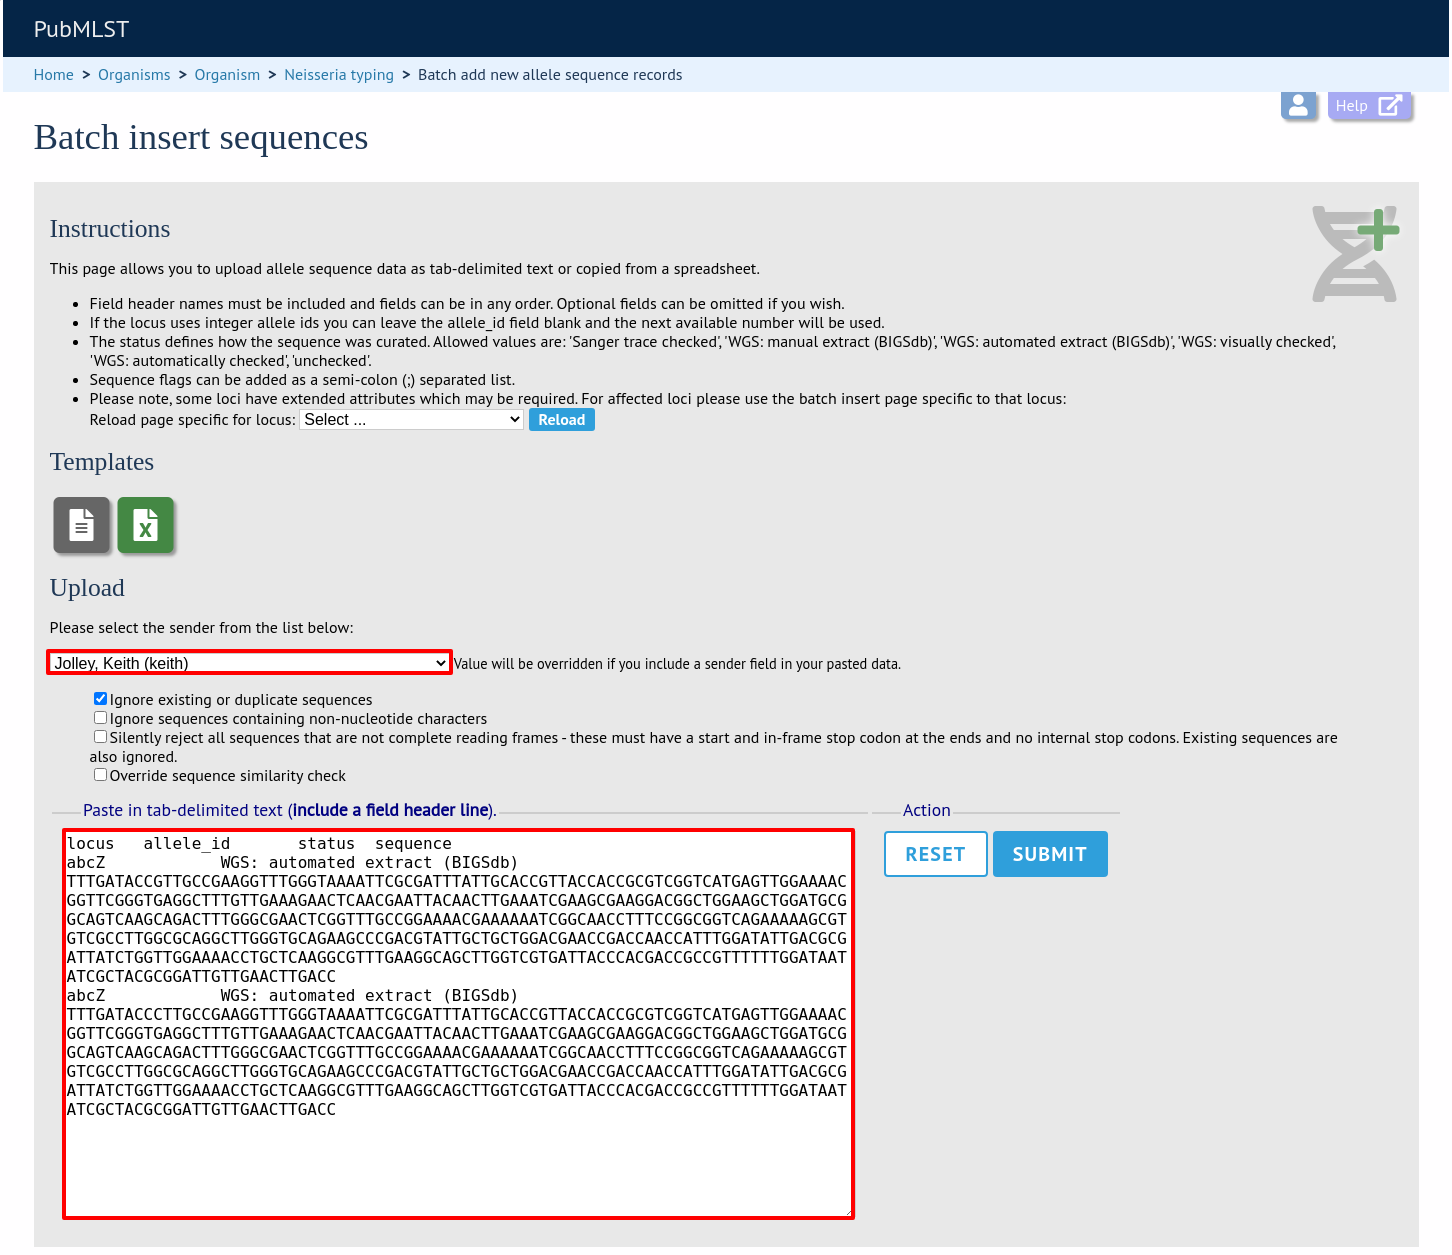 PubMLST
Home > Organisms > Organism > Neisseria typing > Batch add new allele sequence records
Help
Batch insert sequences
Instructions
This page allows you to upload allele sequence data as tab-delimited text or copied from a spreadsheet.
• Field header names must be included and fields can be in any order. Optional fields can be omitted if you wish.
• If the locus uses integer allele ids you can leave the allele_id field blank and the next available number will be used.
• The status defines how the sequence was curated. Allowed values are: 'Sanger trace checked', 'WGS: manual extract (BIGSdb)', 'WGS: automated extract (BIGSdb)', 'WGS: visually checked',
'WGS: automatically checked', 'unchecked'.
• Sequence flags can be added as a semi-colon (;) separated list.
• Please note, some loci have extended attributes which may be required. For affected loci please use the batch insert page specific to that locus:
Reload page specific for locus: Select ... Reload
Templates
Upload
Please select the sender from the list below:
Jolley, Keith (keith) Value will be overridden if you include a sender field in your pasted data.
Ignore existing or duplicate sequences
Ignore sequences containing non-nucleotide characters
Silently reject all sequences that are not complete reading frames - these must have a start and in-frame stop codon at the ends and no internal stop codons. Existing sequences are
also ignored.
Override sequence similarity check
Paste in tab-delimited text (include a field header line).
Action
RESET SUBMIT
locus allele_id status sequence
abcZ WGS: automated extract (BIGSdb)
TTTGATACCGTTGCCGAAGGTTTGGGTAAAATTCGCGATTTATTGCACCGTTACCACCGCGTCGGTCATGAGTTGGAAAAC
GGTTCGGGTGAGGCTTTGTTGAAAGAACTCAACGAATTACAACTTGAAATCGAAGCGAAGGACGGCTGGAAGCTGGATGCG
GCAGTCAAGCAGACTTTGGGCGAACTCGGTTTGCCGGAAAACGAAAAAATCGGCAACCTTTCCGGCGGTCAGAAAAAGCGT
GTCGCCTTGGCGCAGGCTTGGGTGCAGAAGCCCGACGTATTGCTGCTGGACGAACCGACCAACCATTTGGATATTGACGCG
ATTATCTGGTTGGAAAACCTGCTCAAGGCGTTTGAAGGCAGCTTGGTCGTGATTACCCACGACCGCCGTTTTTTGGATAAT
ATCGCTACGCGGATTGTTGAACTTGACC
abcZ WGS: automated extract (BIGSdb)
TTTGATACCCTTGCCGAAGGTTTGGGTAAAATTCGCGATTTATTGCACCGTTACCACCGCGTCGGTCATGAGTTGGAAAAC
GGTTCGGGTGAGGCTTTGTTGAAAGAACTCAACGAATTACAACTTGAAATCGAAGCGAAGGACGGCTGGAAGCTGGATGCG
GCAGTCAAGCAGACTTTGGGCGAACTCGGTTTGCCGGAAAACGAAAAAATCGGCAACCTTTCCGGCGGTCAGAAAAAGCGT
GTCGCCTTGGCGCAGGCTTGGGTGCAGAAGCCCGACGTATTGCTGCTGGACGAACCGACCAACCATTTGGATATTGACGCG
ATTATCTGGTTGGAAAACCTGCTCAAGGCGTTTGAAGGCAGCTTGGTCGTGATTACCCACGACCGCCGTTTTTTGGATAAT
ATCGCTACGCGGATTGTTGAACTTGACC